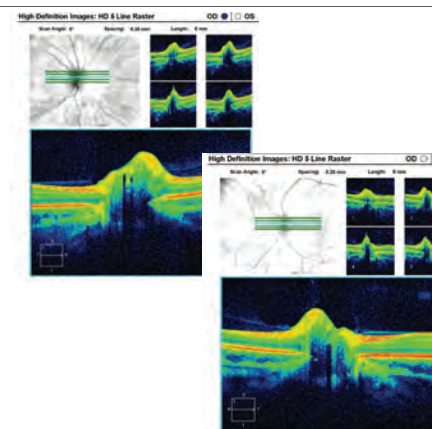 High Definition Images: HD 5 Line Raster OD OS
Scan Angle: 0° Spacing: 0.25 mm Length: 6 mm
High Definition Images: HD 5 Line Raster OD
Scan Angle: 0° Spacing: 0.25 mm Length: 6 mm